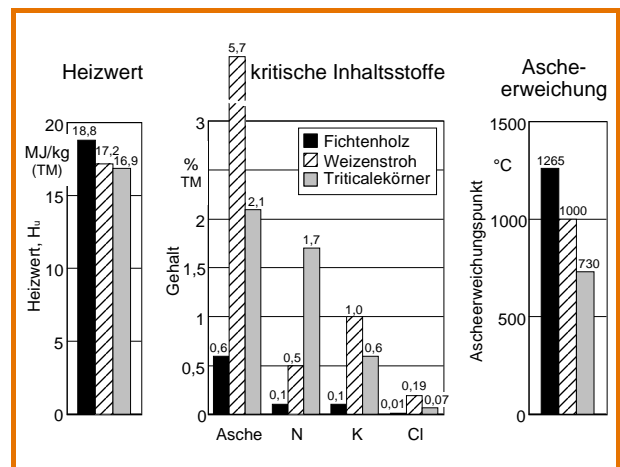 Heizwert
20
18,8
MJ/kg
(TM)
17,2
16,9
15
10
5
0
Heizwert, Hu
kritische Inhaltsstoffe
5,7
3
%
TM
2
1,5
1
0,5
0
Gehalt
Fichtenholz
Weizenstroh
Triticalekörner
0,6
2,1
0,1
0,5
1,7
0,1
1,0
0,6
0,01
0,19
0,07
Asche
N
K
Cl
Asche-
erweichung
1500
°C
1265
1000
1000
730
500
0
Ascheerweichungspunkt